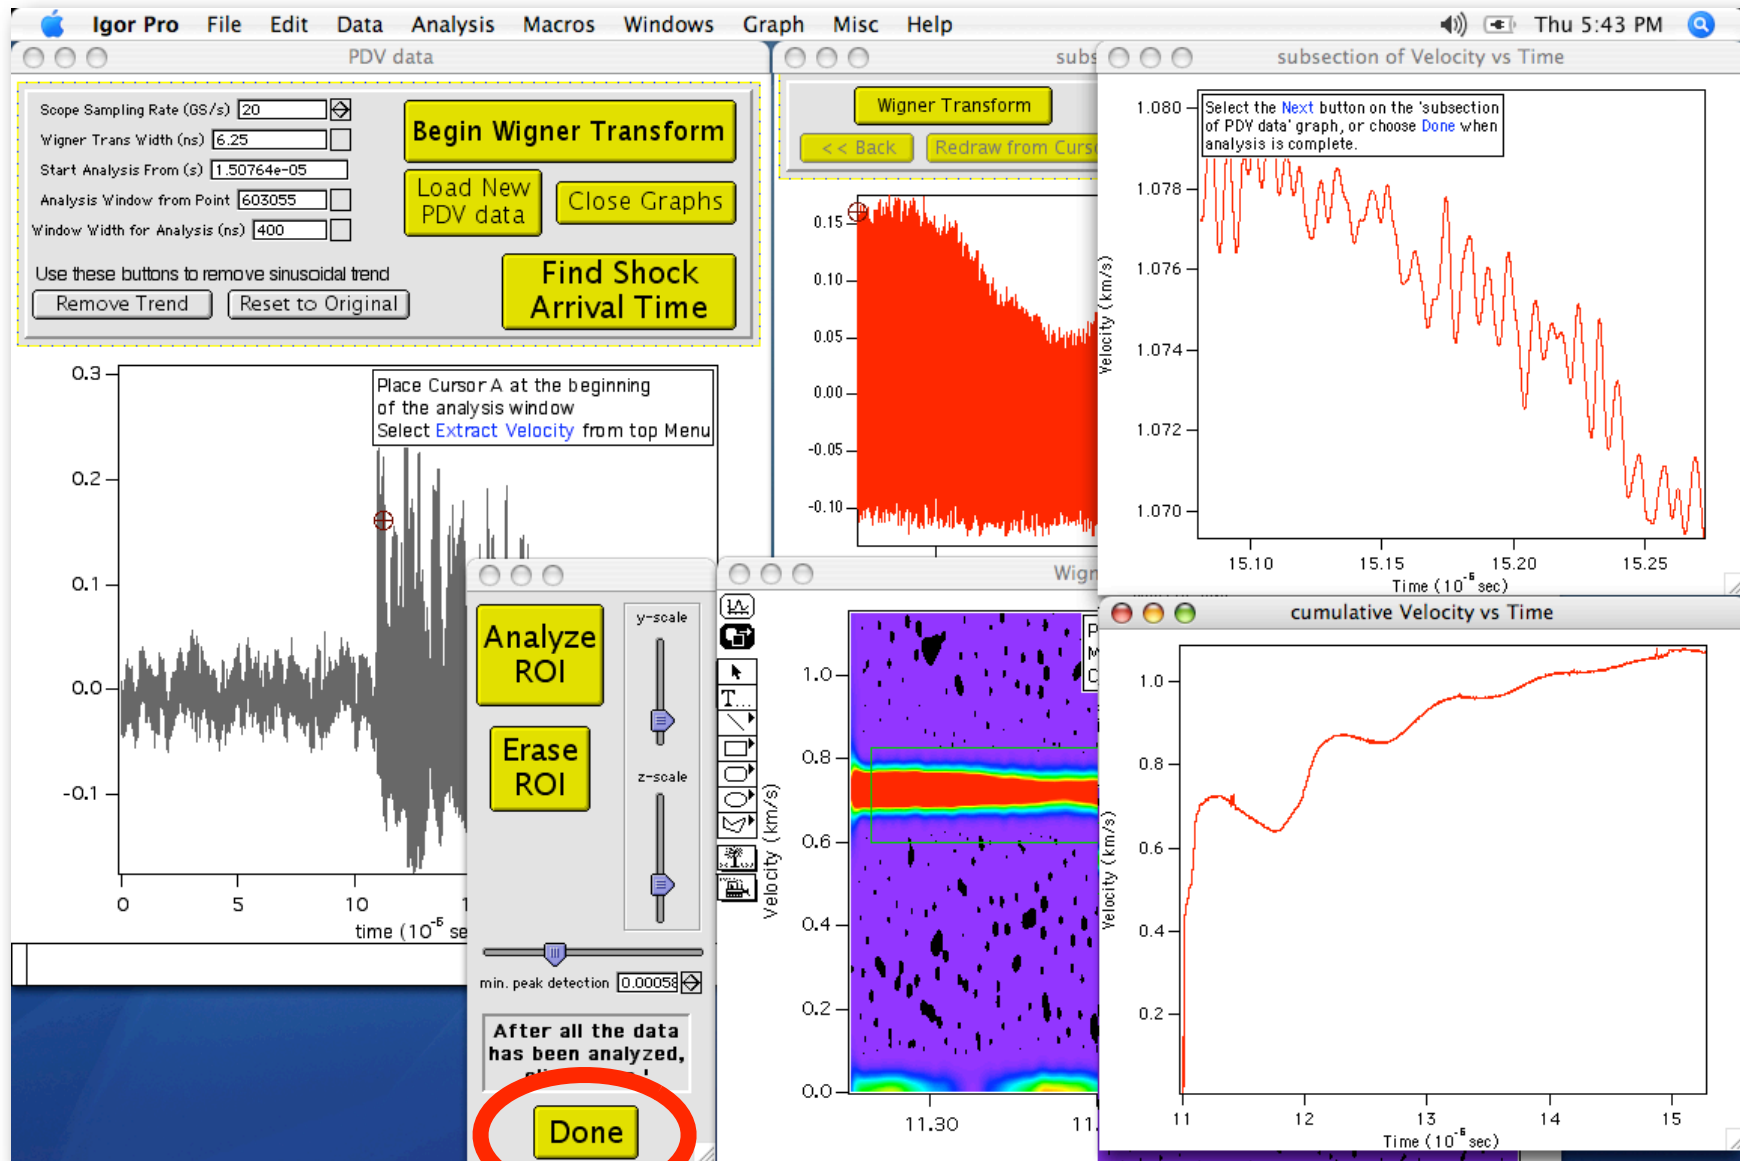 Igor Pro File Edit Data Analysis Macros Windows Graph Misc Help Thu 5:43 PM
PDV data
Scope Sampling Rate (GS/s) 20
Wigner Trans Width (ns) 6.25
Start Analysis From (s) 1.50764e-05
Analysis Window from Point 603055
Window Width for Analysis (ns) 400
Begin Wigner Transform
Load New
PDV data
Close Graphs
Use these buttons to remove sinusoidal trend
Remove Trend
Reset to Original
Find Shock
Arrival Time
0.3
0.2
0.1
0.0
-0.1
Place Cursor A at the beginning
of the analysis window
Select Extract Velocity from top Menu
0 5 10 1
time (10-6 se
Analyze
ROI
Erase
ROI
y-scale
z-scale
min. peak detection 0.00058
After all the data
has been analyzed,
Done
subs
Wigner Transform
<< Back
Redraw from Curso
0.15
0.10
0.05
0.00
-0.05
-0.10
Wign
T...
P
M
C
1.0
0.8
0.6
0.4
0.2
0.0
Velocity (km/s)
11.30 11.
subsection of Velocity vs Time
Select the Next button on the 'subsection
of PDV data' graph, or choose Done when
analysis is complete.
1.080
1.078
1.076
1.074
1.072
1.070
Velocity (km/s)
15.10 15.15 15.20 15.25
Time (10-6 sec)
cumulative Velocity vs Time
1.0
0.8
0.6
0.4
0.2
Velocity (km/s)
11 12 13 14 15
Time (10-6 sec)